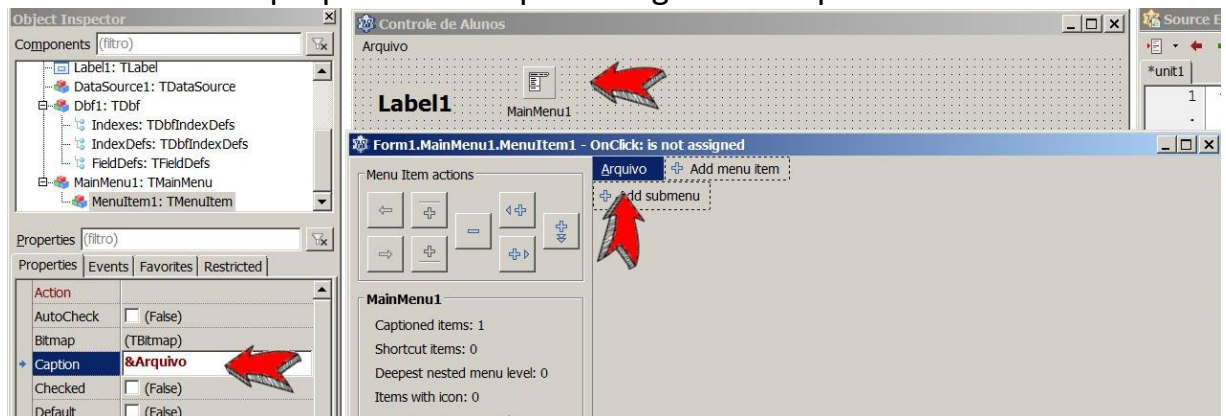 Object Inspector
Components (filtro)
Label1: TLabel
DataSource1: TDataSource
Dbf1: TDbf
Indexes: TDbfIndexDefs
IndexDefs: TDbfIndexDefs
FieldDefs: TFieldDefs
MainMenu1: TMainMenu
MenuItem1: TMenuItem
Properties (filtro)
Properties Events Favorites Restricted
Action
AutoCheck (False)
Bitmap (TBitmap)
Caption &Arquivo
Checked (False)
Default (False)
Controle de Alunos
Arquivo
Label1
MainMenu1
Form1.MainMenu1.MenuItem1 - OnClick: is not assigned
Menu Item actions
Arquivo Add menu item
Add submenu
MainMenu1
Captioned items: 1
Shortcut items: 0
Deepest nested menu level: 0
Items with icon: 0
Source E
*unit1
1